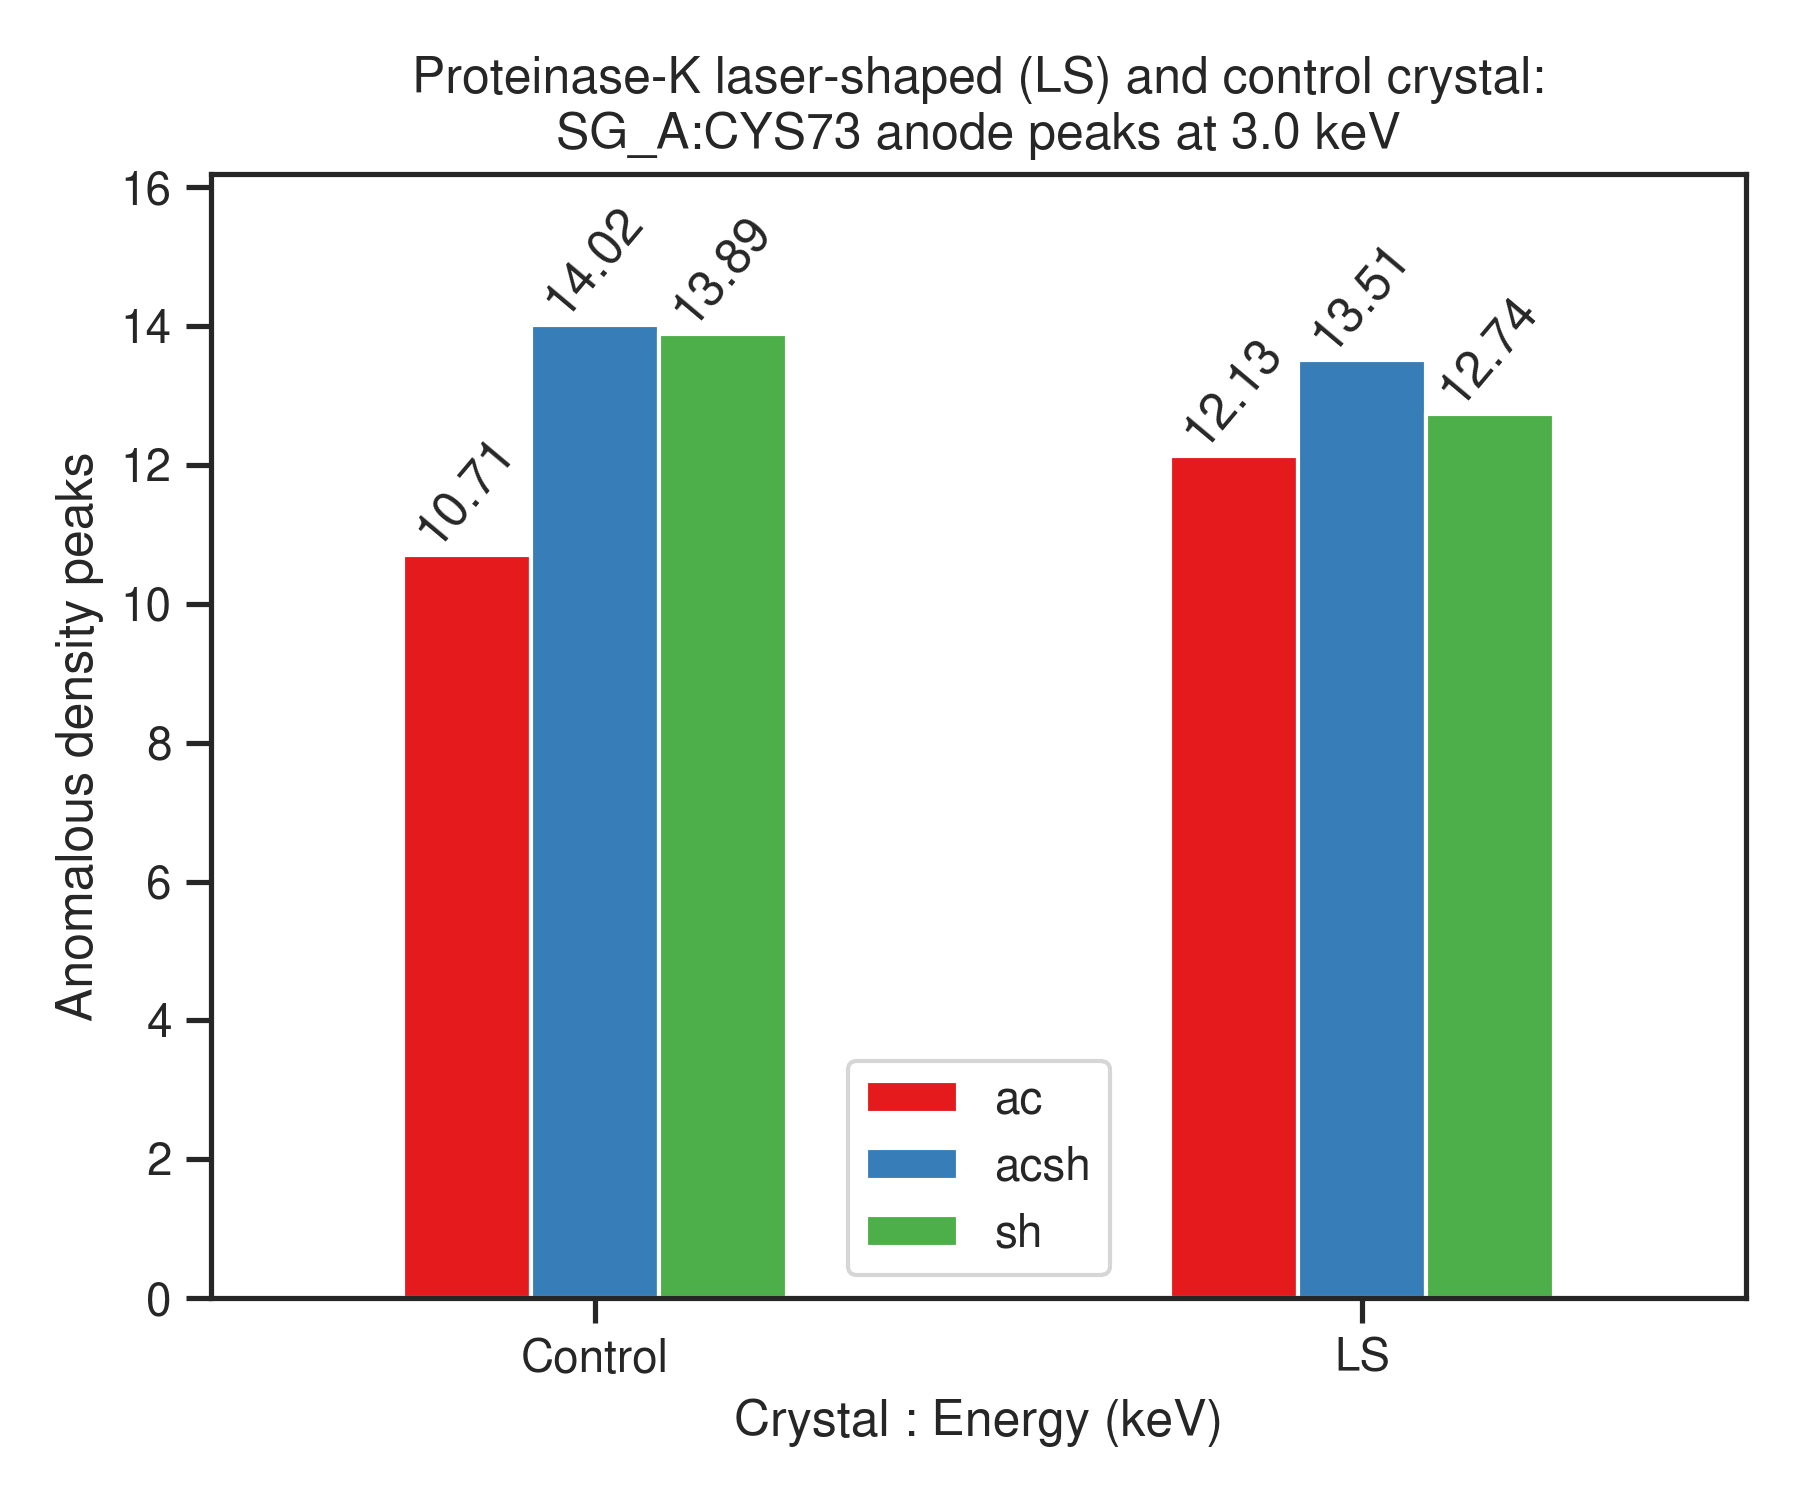 Proteinase-K laser-shaped (LS) and control crystal:
SG_A:CYS73 anode peaks at 3.0 keV
Anomalous density peaks
16
14
12
10
8
6
4
2
0
10.71
14.02
13.89
12.13
13.51
12.74
ac
acsh
sh
Control
LS
Crystal : Energy (keV)